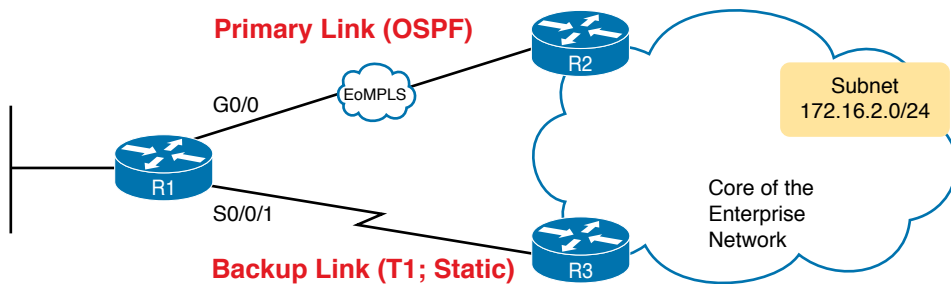 Primary Link (OSPF)
R2
EoMPLS
G0/0
Subnet
172.16.2.0/24
R1
S0/0/1
Core of the
Enterprise
Network
R3
Backup Link (T1; Static)